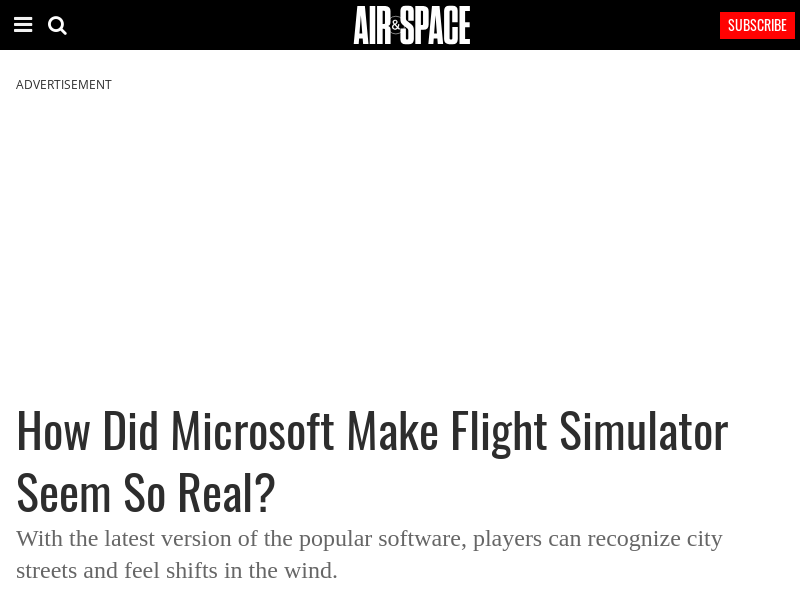 AIR & SPACE
SUBSCRIBE
ADVERTISEMENT
How Did Microsoft Make Flight Simulator
Seem So Real?
With the latest version of the popular software, players can recognize city
streets and feel shifts in the wind.